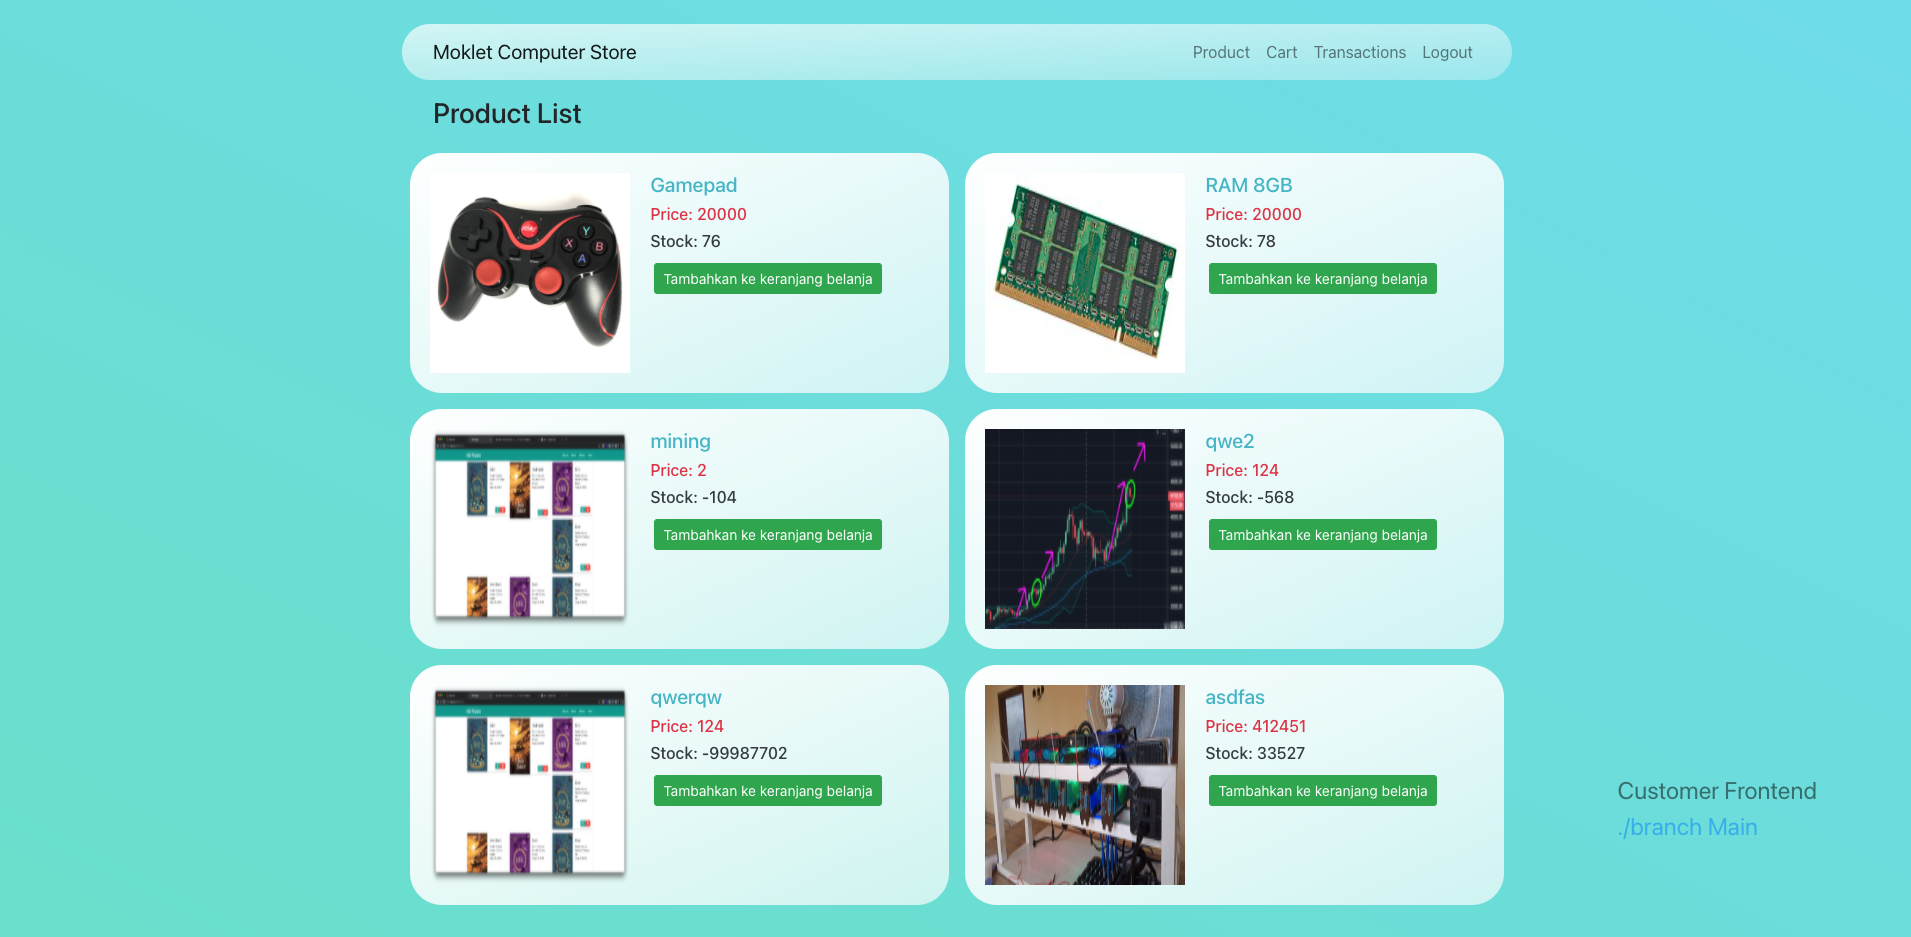 Moklet Computer Store
Product Cart Transactions Logout
Product List
Gamepad
Price: 20000
Stock: 76
Tambahkan ke keranjang belanja
Y
X
B
A
RAM 8GB
Price: 20000
Stock: 78
Tambahkan ke keranjang belanja
mining
Price: 2
Stock: -104
Tambahkan ke keranjang belanja
qwe2
Price: 124
Stock: -568
Tambahkan ke keranjang belanja
qwerqw
Price: 124
Stock: -99987702
Tambahkan ke keranjang belanja
asdfas
Price: 412451
Stock: 33527
Tambahkan ke keranjang belanja
Customer Frontend
./branch Main